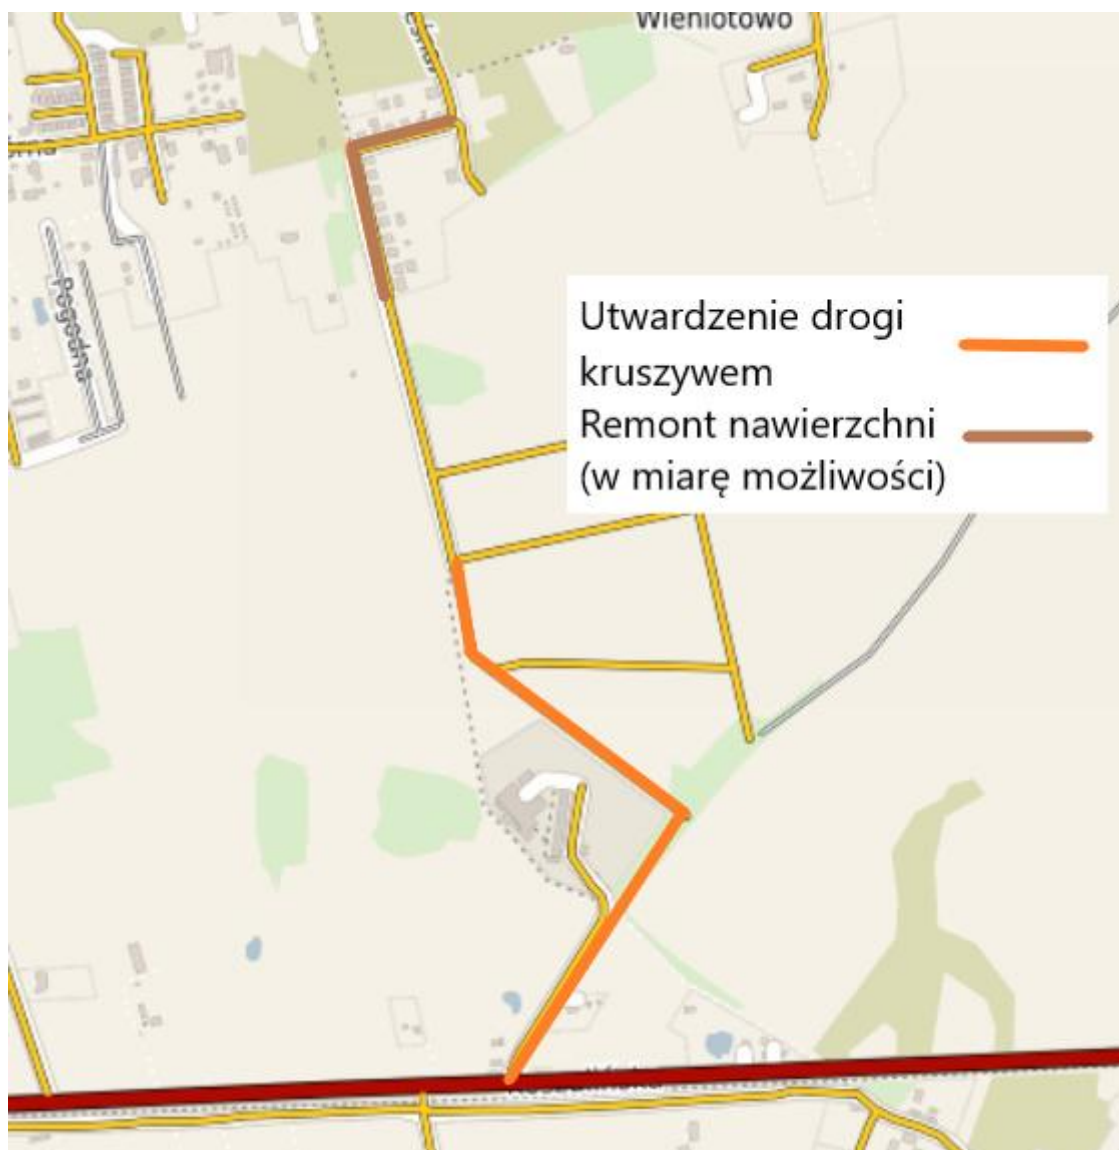 Wieniotowo
Pogodna
Utwardzenie drogi
kruszywem
Remont nawierzchni
(w miarę możliwości)